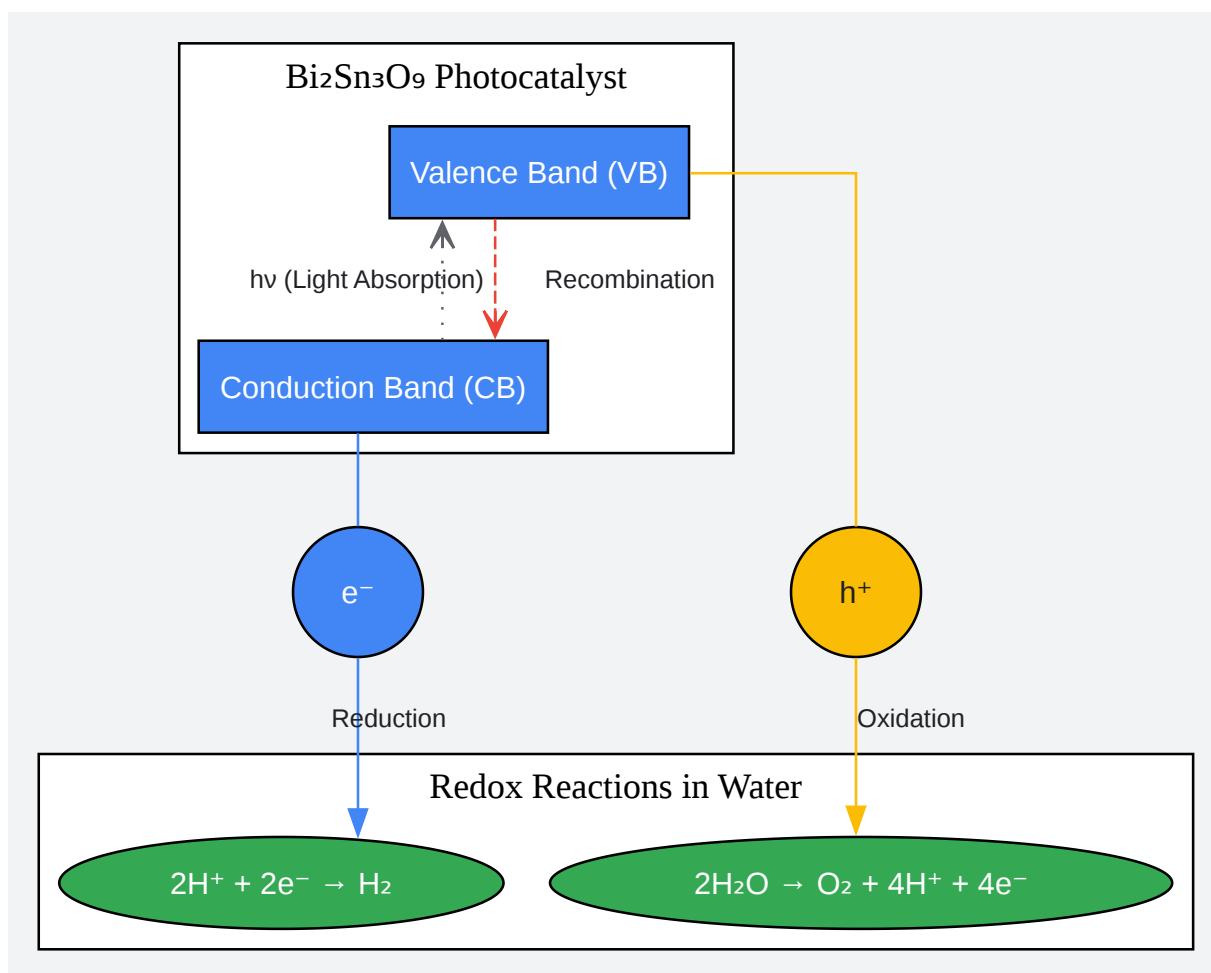 Bi₂Sn₃O₉ Photocatalyst
Valence Band (VB)
hν (Light Absorption)
Recombination
Conduction Band (CB)
e⁻
h⁺
Reduction
Oxidation
Redox Reactions in Water
2H⁺ + 2e⁻ → H₂
2H₂O → O₂ + 4H⁺ + 4e⁻